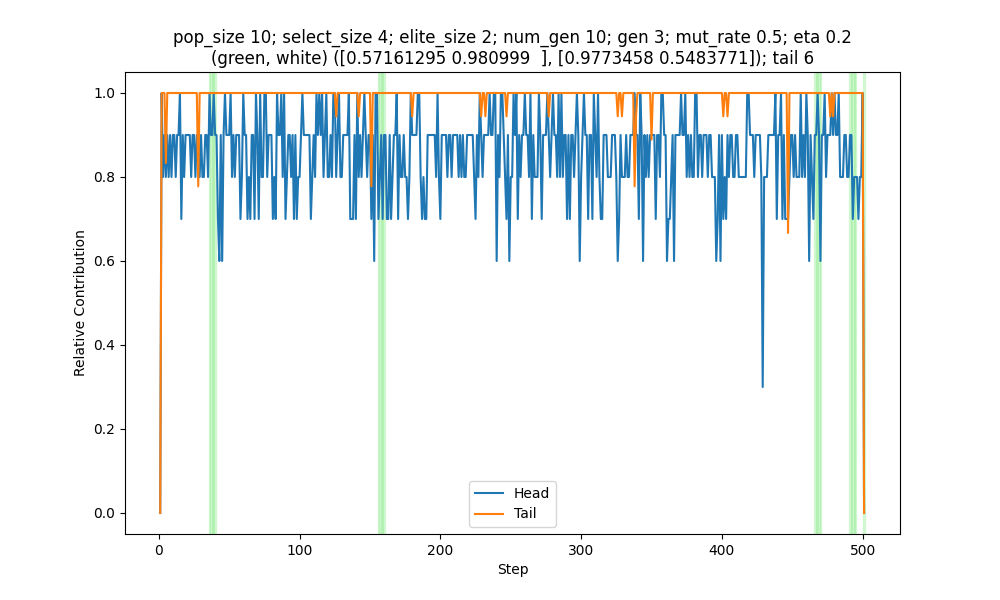 pop_size 10; select_size 4; elite_size 2; num_gen 10; gen 3; mut_rate 0.5; eta 0.2
(green, white) ([0.57161295 0.980999  ], [0.9773458 0.5483771]); tail 6
1.0
0.8
0.6
0.4
0.2
0.0
Relative Contribution
Head
Tail
0 100 200 300 400 500
Step